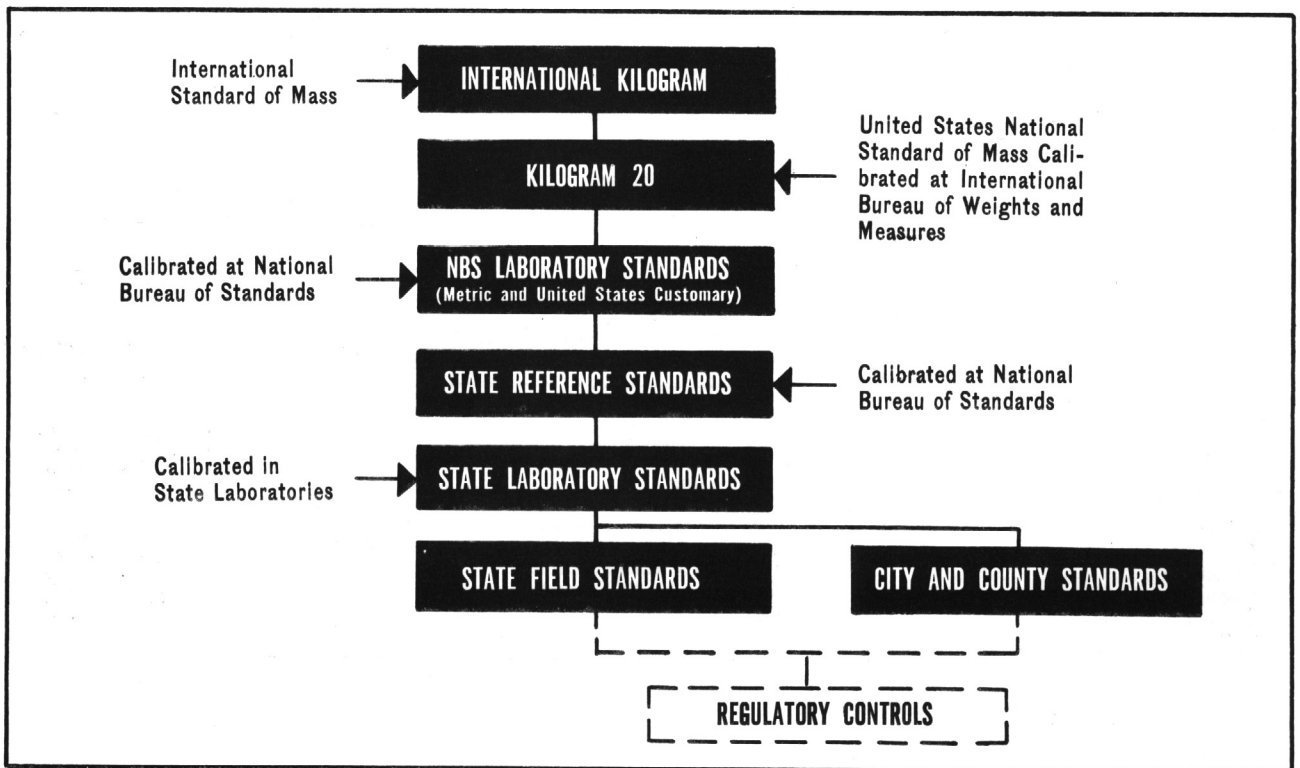 International
Standard of Mass
INTERNATIONAL KILOGRAM
KILOGRAM 20
United States National
Standard of Mass Cali-
brated at International
Bureau of Weights and
Measures
Calibrated at National
Bureau of Standards
NBS LABORATORY STANDARDS
(Metric and United States Customary)
STATE REFERENCE STANDARDS
Calibrated at National
Bureau of Standards
Calibrated in
State Laboratories
STATE LABORATORY STANDARDS
STATE FIELD STANDARDS
CITY AND COUNTY STANDARDS
REGULATORY CONTROLS